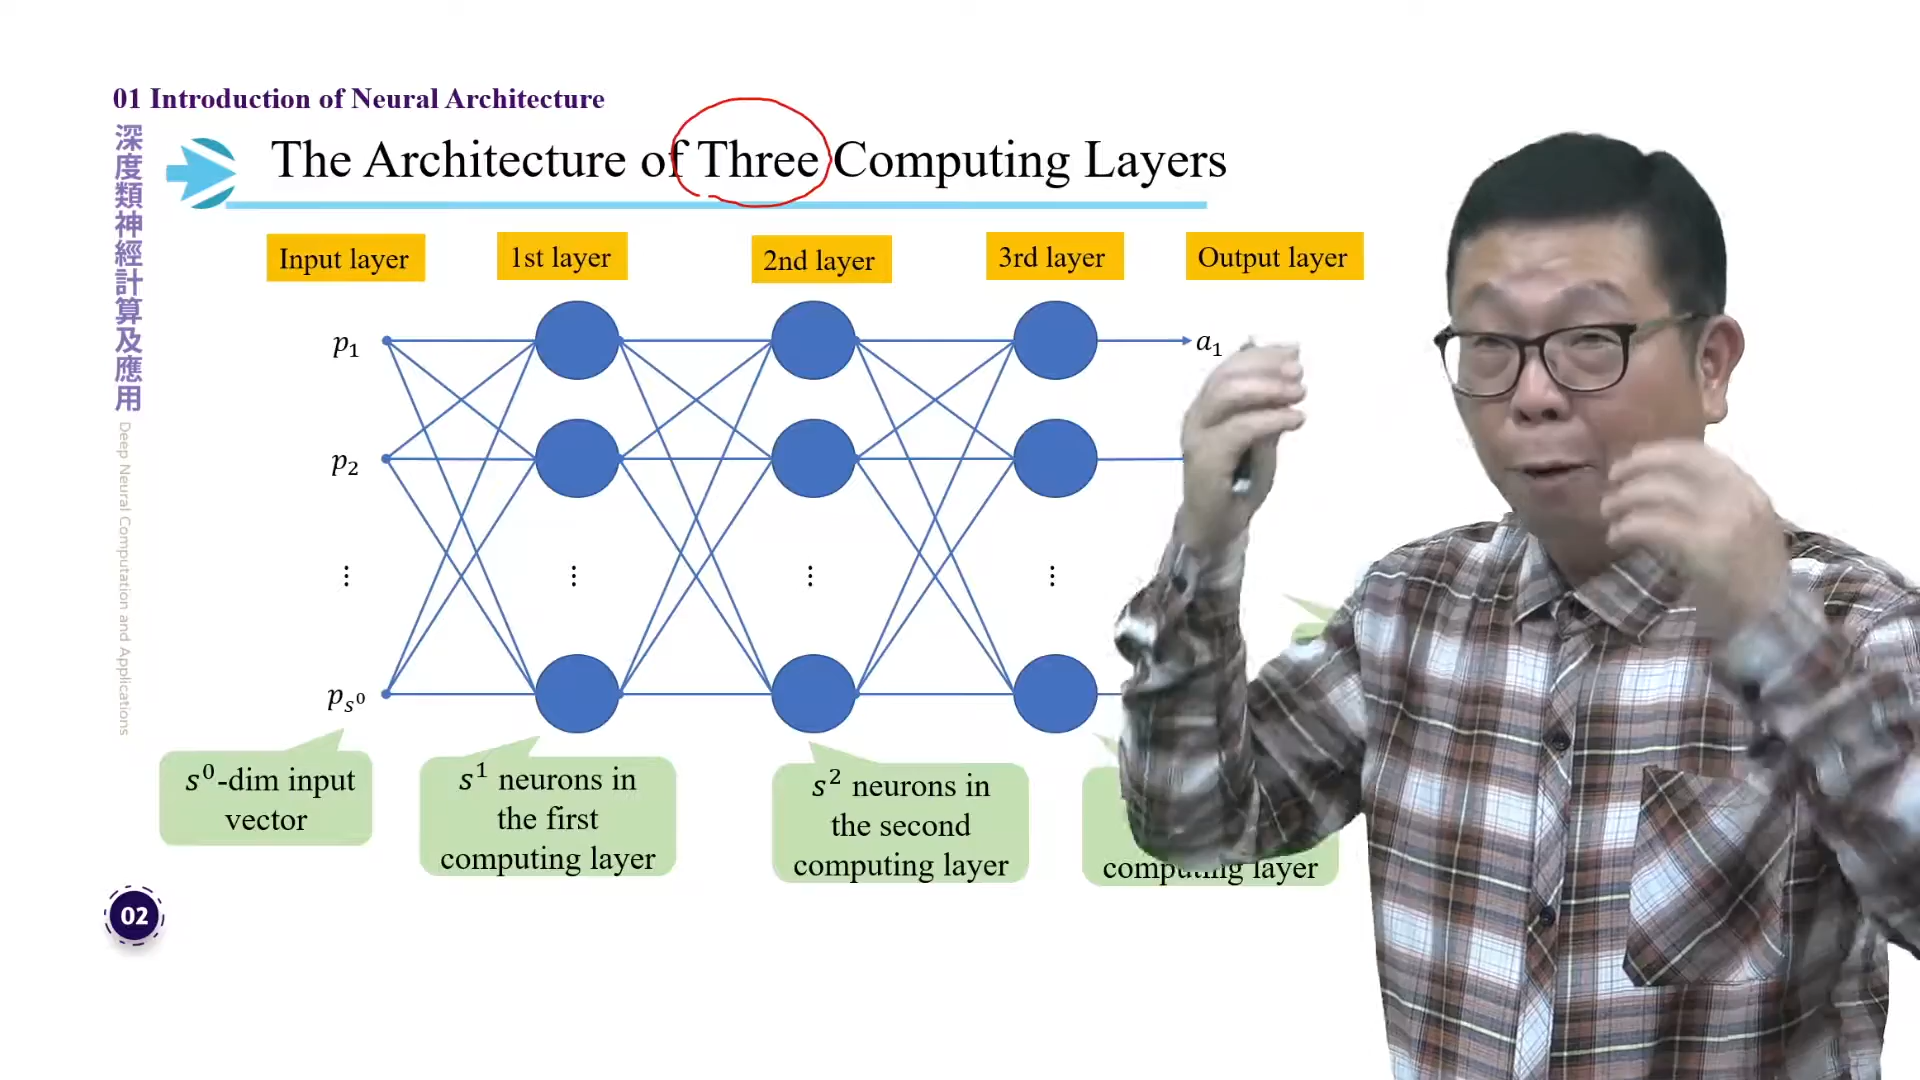 01 Introduction of Neural Architecture
深度類神經計算及應用
Deep Neural Computation and Applications
The Architecture of Three Computing Layers
Input layer
1st layer
2nd layer
3rd layer
Output layer
p₁
a₁
p₂
⋮
⋮
⋮
⋮
pₛ⁰
s⁰-dim input
vector
s¹ neurons in
the first
computing layer
s² neurons in
the second
computing layer
computing layer
02